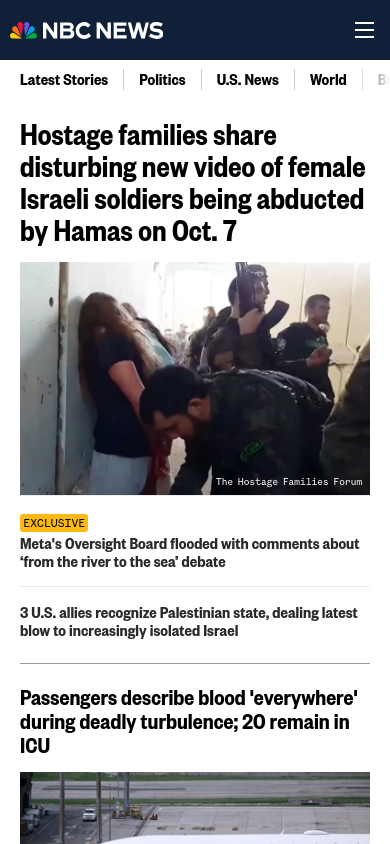 NBC NEWS
Latest Stories
Politics
U.S. News
World
Hostage families share
disturbing new video of female
Israeli soldiers being abducted
by Hamas on Oct. 7
The Hostage Families Forum
EXCLUSIVE
Meta's Oversight Board flooded with comments about
‘from the river to the sea’ debate
3 U.S. allies recognize Palestinian state, dealing latest
blow to increasingly isolated Israel
Passengers describe blood 'everywhere'
during deadly turbulence; 20 remain in
ICU